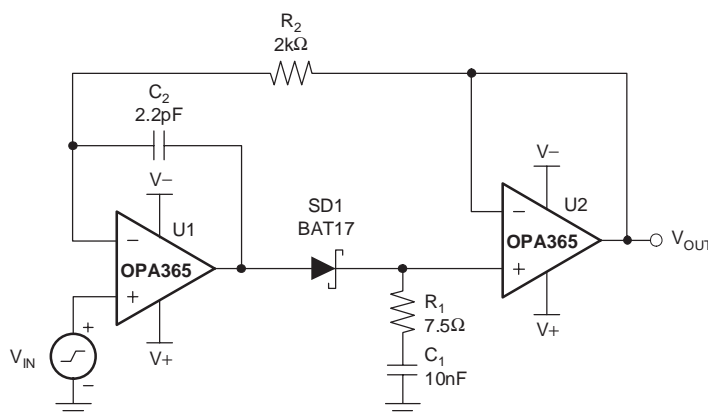 R2
2kΩ
C2
2.2pF
V−
U1
−
OPA365
+
V+
VIN
+
−
SD1
BAT17
R1
7.5Ω
C1
10nF
V−
U2
−
OPA365
+
V+
VOUT